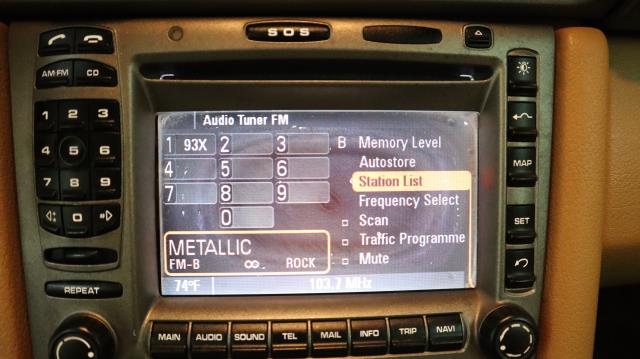 SOS
AM·FM CD
1 2 3
4 5 6
7 8 9
0
REPEAT
Audio Tuner FM
1 93X 2 3 B Memory Level
4 5 6 Autostore
7 8 9 Station List
0 Frequency Select
Scan
Traffic Programme
Mute
METALLIC
FM-B ROCK
74°F 103.7 MHz
MAP
SET
MAIN AUDIO SOUND TEL MAIL INFO TRIP NAVI